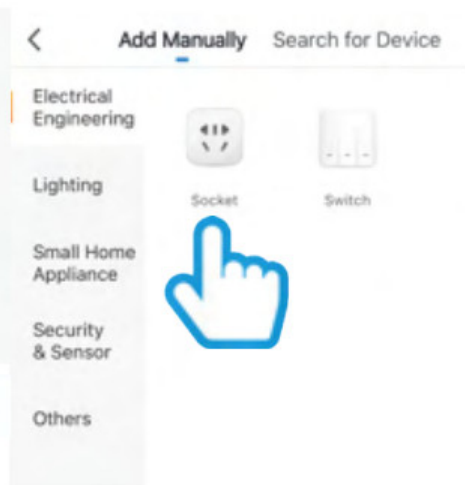 Add Manually
Search for Device
Electrical
Engineering
Socket
Switch
Lighting
Small Home
Appliance
Security
& Sensor
Others